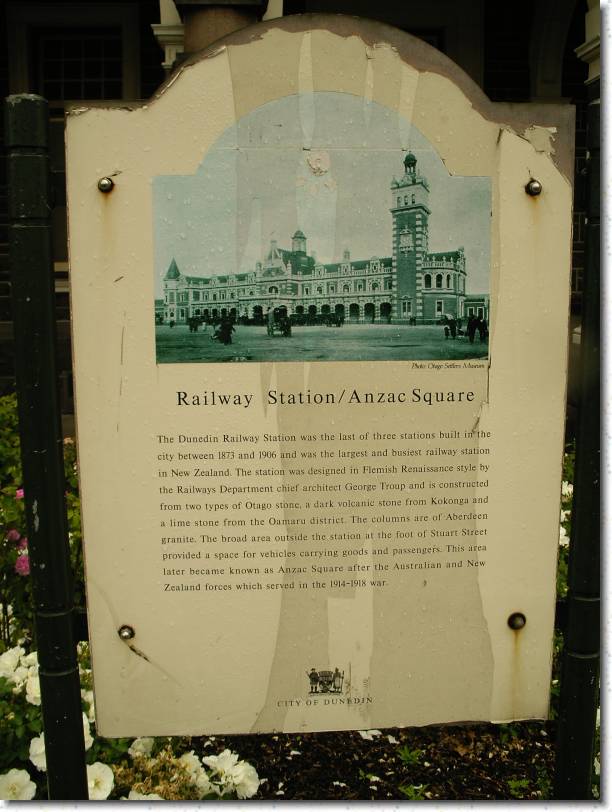 Photo: Otago Settlers Museum
Railway Station/Anzac Square
The Dunedin Railway Station was the last of three stations built in the
city between 1873 and 1906 and was the largest and busiest railway station
in New Zealand. The station was designed in Flemish Renaissance style by
the Railways Department chief architect George Troup and is constructed
from two types of Otago stone, a dark volcanic stone from Kokonga and
a lime stone from the Oamaru district. The columns are of Aberdeen
granite. The broad area outside the station at the foot of Stuart Street
provided a space for vehicles carrying goods and passengers. This area
later became known as Anzac Square after the Australian and New
Zealand forces which served in the 1914-1918 war.
CITY OF DUNEDIN